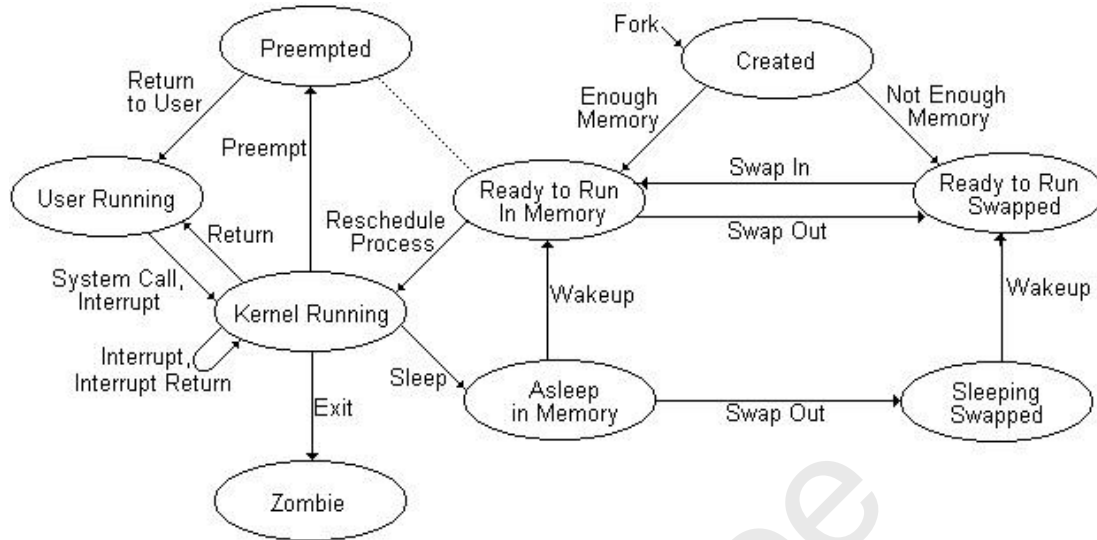 Fork
Preempted
Created
Return
to User
Enough
Memory
Not Enough
Memory
Preempt
Swap In
User Running
Ready to Run
In Memory
Ready to Run
Swapped
Return
Reschedule
Process
Swap Out
System Call,
Interrupt
Wakeup
Wakeup
Kernel Running
Interrupt,
Interrupt Return
Sleep
Asleep
in Memory
Sleeping
Swapped
Exit
Swap Out
Zombie